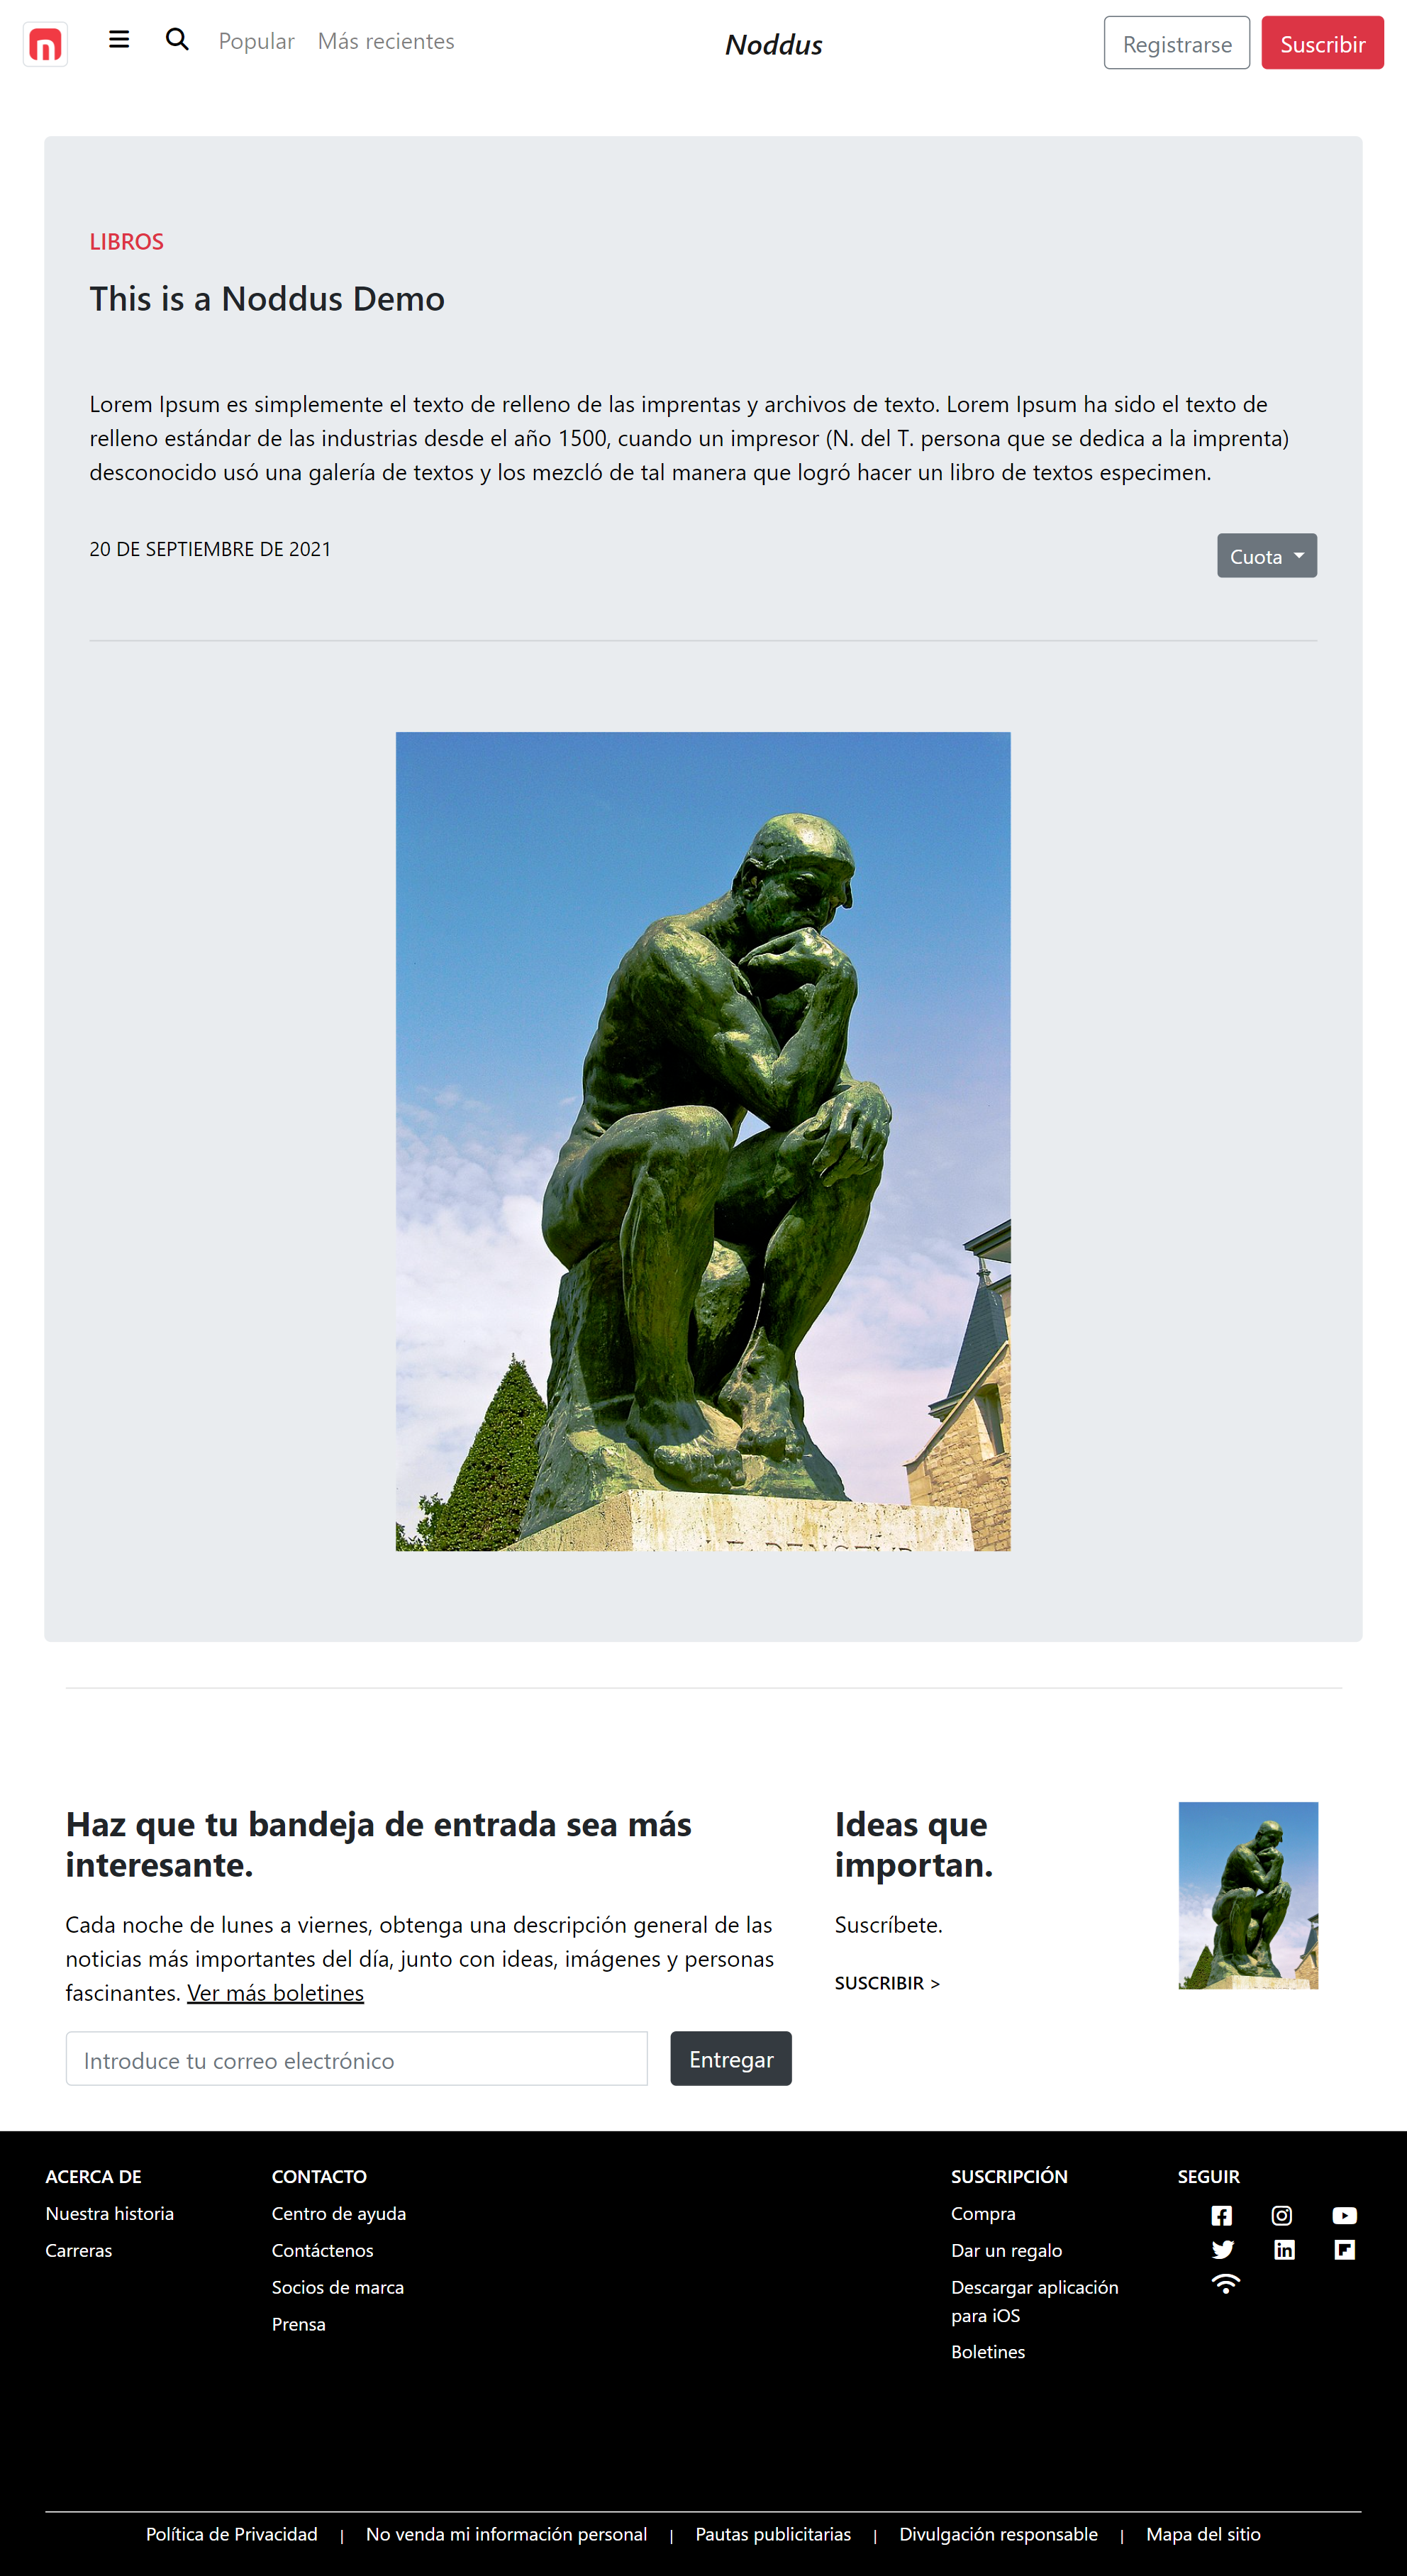 n
Popular Más recientes Noddus Registrarse Suscribir
LIBROS
This is a Noddus Demo
Lorem Ipsum es simplemente el texto de relleno de las imprentas y archivos de texto. Lorem Ipsum ha sido el texto de
relleno estándar de las industrias desde el año 1500, cuando un impresor (N. del T. persona que se dedica a la imprenta)
desconocido usó una galería de textos y los mezcló de tal manera que logró hacer un libro de textos especimen.
20 DE SEPTIEMBRE DE 2021
Cuota
Haz que tu bandeja de entrada sea más
interesante.
Cada noche de lunes a viernes, obtenga una descripción general de las
noticias más importantes del día, junto con ideas, imágenes y personas
fascinantes. Ver más boletines
Introduce tu correo electrónico
Entregar
Ideas que
importan.
Suscríbete.
SUSCRIBIR >
ACERCA DE
Nuestra historia
Carreras
CONTACTO
Centro de ayuda
Contáctenos
Socios de marca
Prensa
SUSCRIPCIÓN
Compra
Dar un regalo
Descargar aplicación
para iOS
Boletines
SEGUIR
Política de Privacidad | No venda mi información personal | Pautas publicitarias | Divulgación responsable | Mapa del sitio